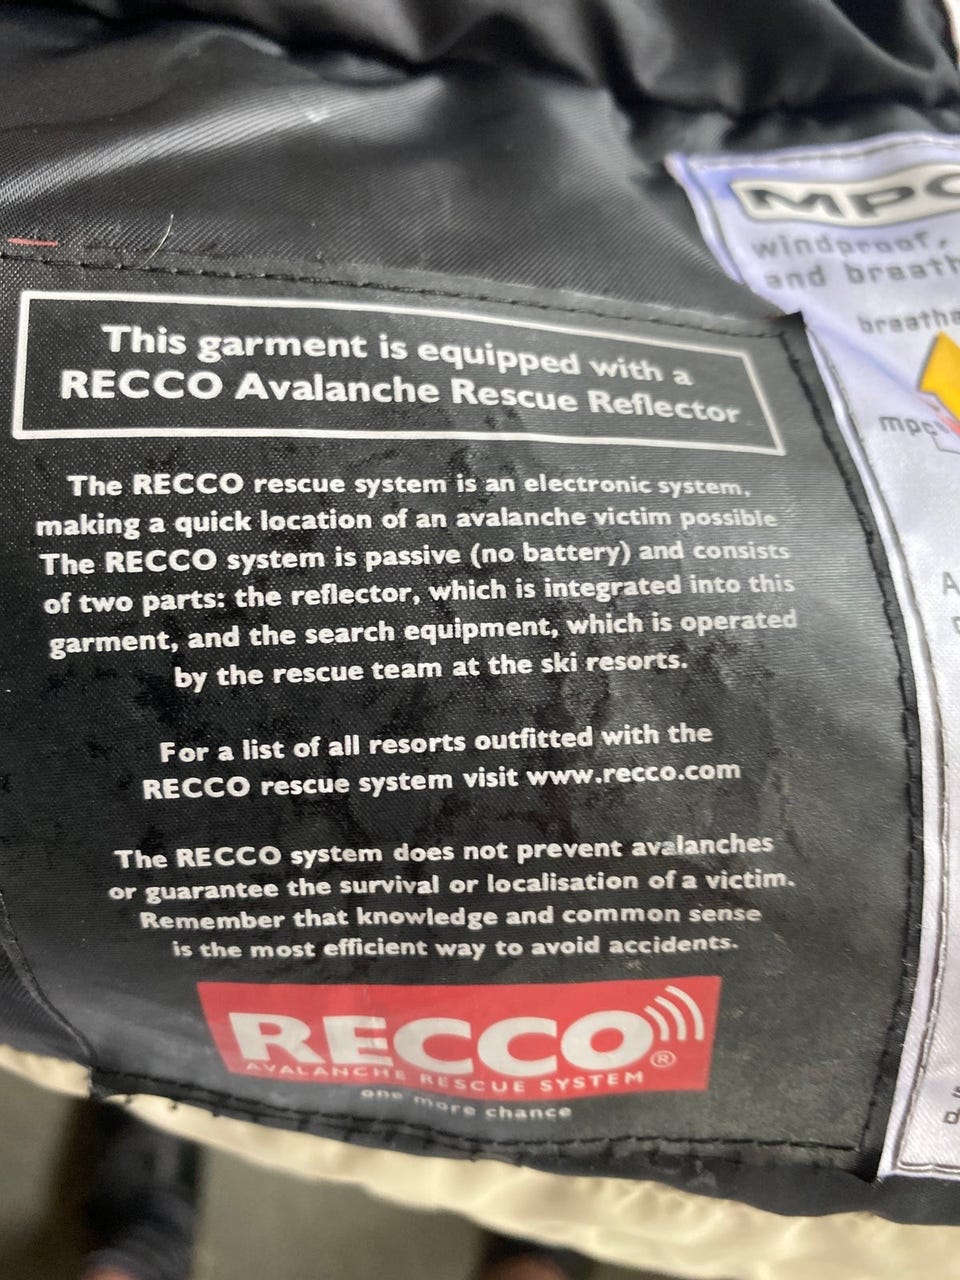 This garment is equipped with a
RECCO Avalanche Rescue Reflector
The RECCO rescue system is an electronic system,
making a quick location of an avalanche victim possible
The RECCO system is passive (no battery) and consists
of two parts: the reflector, which is integrated into this
garment, and the search equipment, which is operated
by the rescue team at the ski resorts.
For a list of all resorts outfitted with the
RECCO rescue system visit www.recco.com
The RECCO system does not prevent avalanches
or guarantee the survival or localisation of a victim.
Remember that knowledge and common sense
is the most efficient way to avoid accidents.
RECCO®
AVALANCHE RESCUE SYSTEM
one more chance
MPC
windproof,
and breath
breatha
mpc